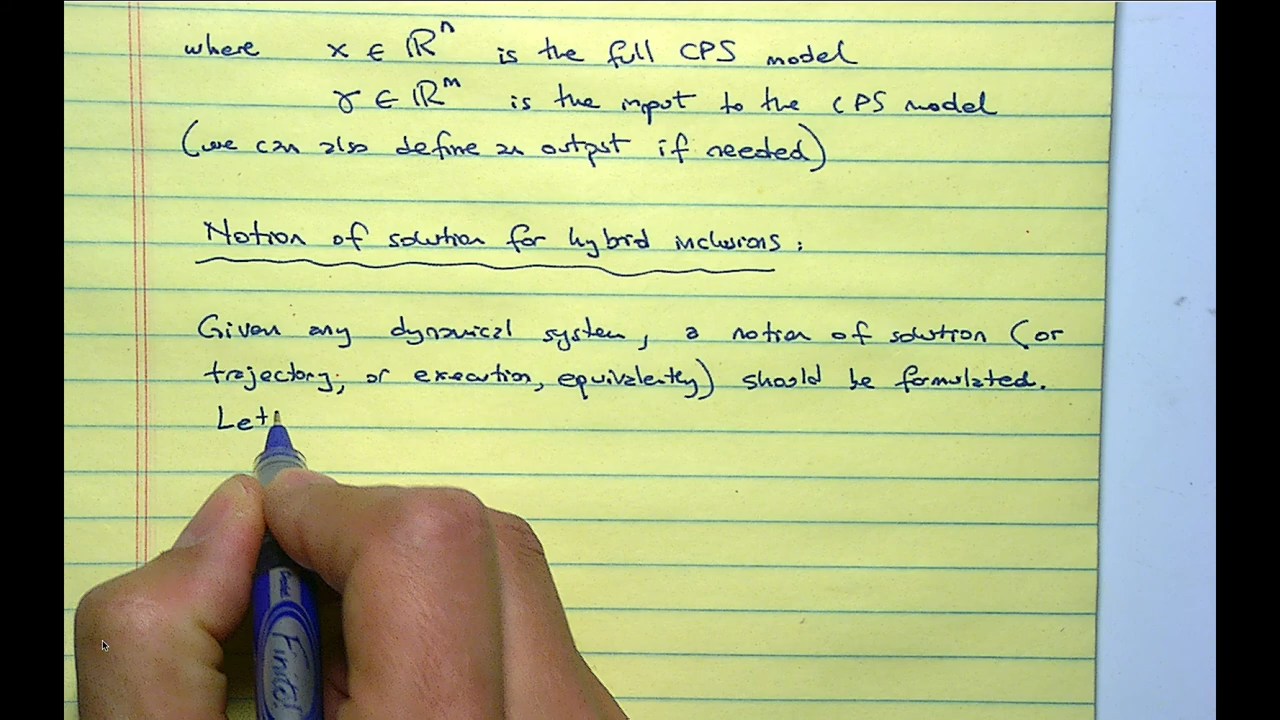 where x ∈ ℝⁿ is the full CPS model
γ ∈ ℝᵐ is the input to the CPS model
(we can also define an output if needed)
Notion of solution for hybrid inclusions :
Given any dynamical system, a notion of solution (or
trajectory, or execution, equivalently) should be formulated.
Let
Pentel
Finito!